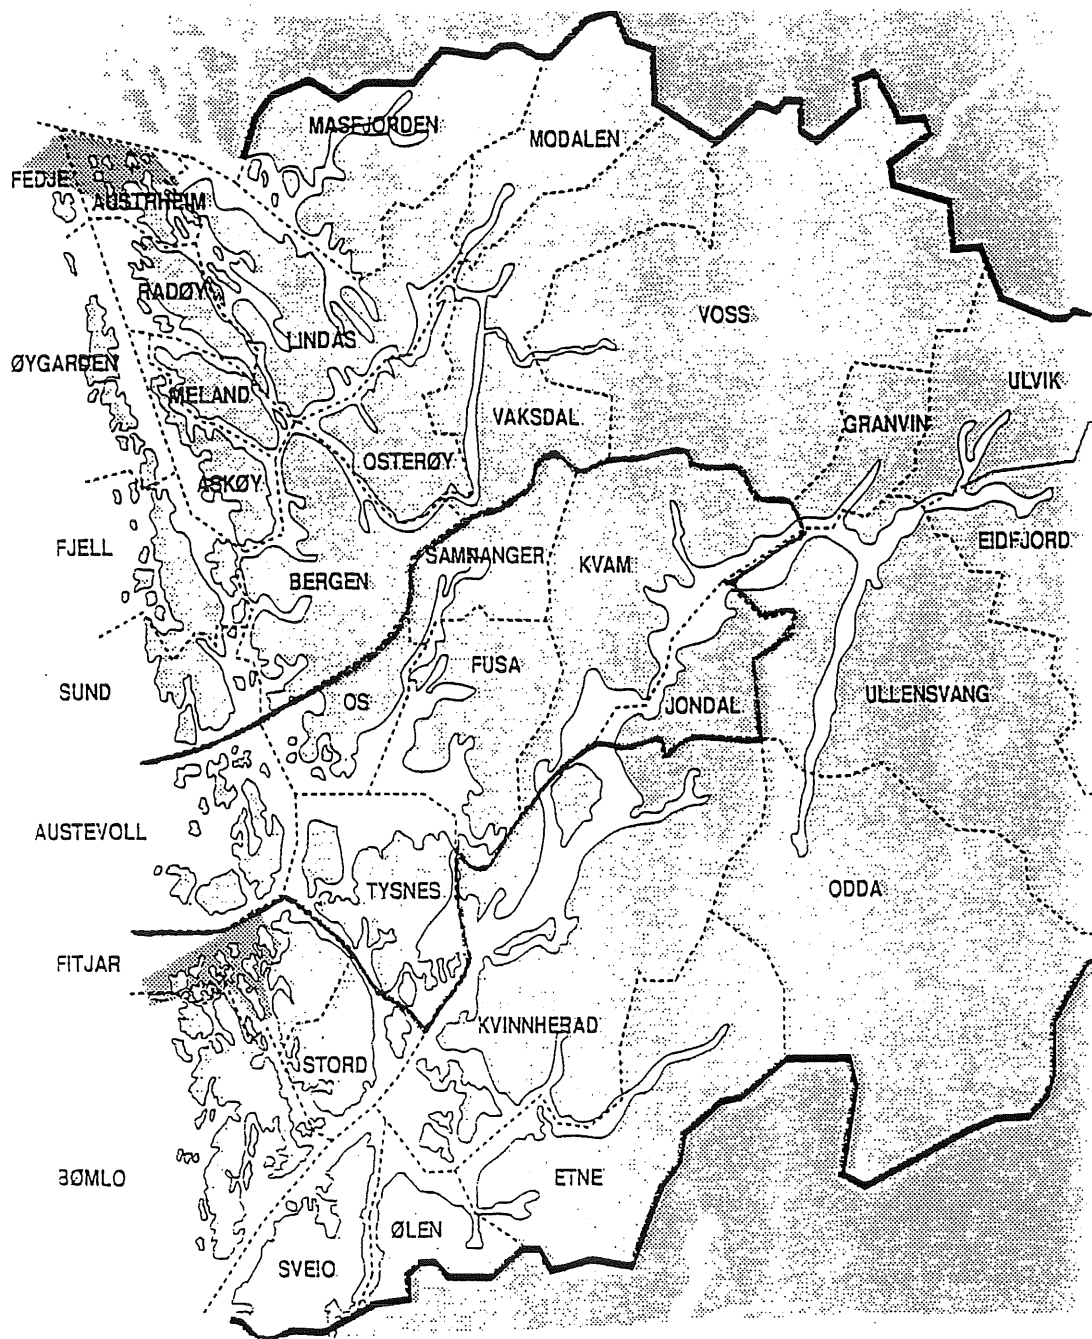 MASFJORDEN
MODALEN
FEDJE
AUSTRHEIM
RADØY
VOSS
LINDÅS
ØYGARDEN
ULVIK
MELAND
VAKSDAL
GRANVIN
OSTERØY
ASKØY
FJELL
EIDFJORD
SAMNANGER
KVAM
BERGEN
FUSA
SUND
OS
JONDAL
ULLENSVANG
AUSTEVOLL
TYSNES
ODDA
FITJAR
KVINNHERAD
STORD
BØMLO
ETNE
ØLEN
SVEIO